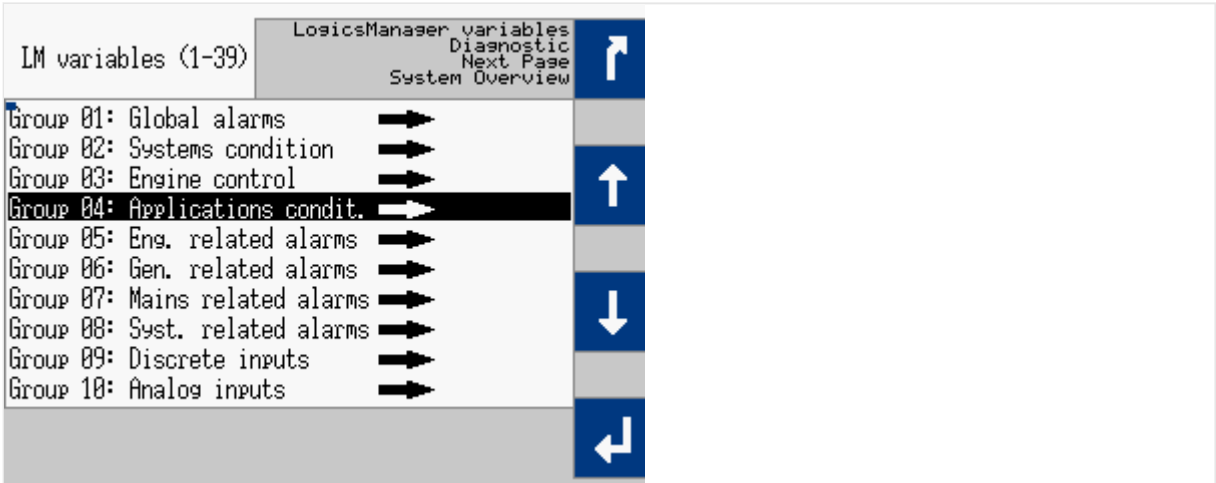 LM variables (1-39)
LogicsManager variables
Diagnostic
Next Page
System Overview
Group 01: Global alarms
Group 02: Systems condition
Group 03: Engine control
Group 04: Applications condit.
Group 05: Eng. related alarms
Group 06: Gen. related alarms
Group 07: Mains related alarms
Group 08: Syst. related alarms
Group 09: Discrete inputs
Group 10: Analog inputs